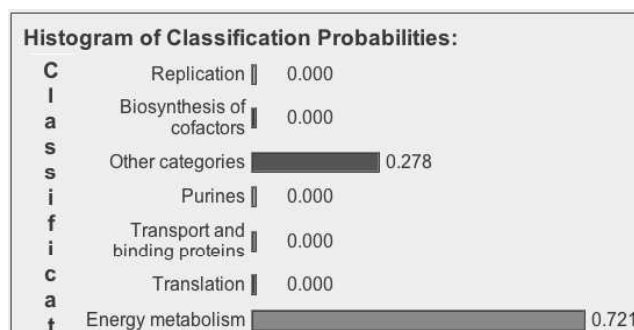 Histogram of Classification Probabilities:
C
l
a
s
s
i
f
i
c
a
t
Replication 0.000
Biosynthesis of
cofactors 0.000
Other categories 0.278
Purines 0.000
Transport and
binding proteins 0.000
Translation 0.000
Energy metabolism 0.721